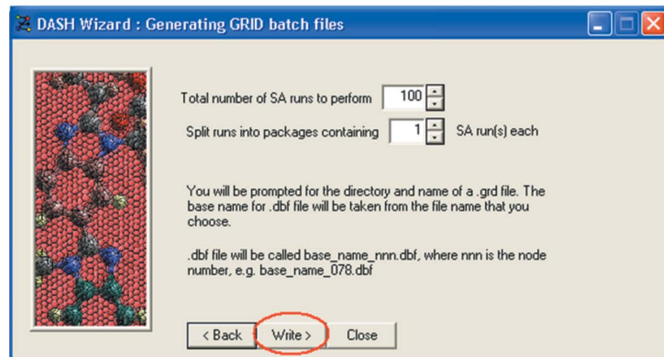 DASH Wizard : Generating GRID batch files
Total number of SA runs to perform 100
Split runs into packages containing 1 SA run(s) each
You will be prompted for the directory and name of a .grd file. The
base name for .dbf file will be taken from the file name that you
choose.
.dbf file will be called base_name_nnn.dbf, where nnn is the node
number, e.g. base_name_078.dbf
< Back Write > Close